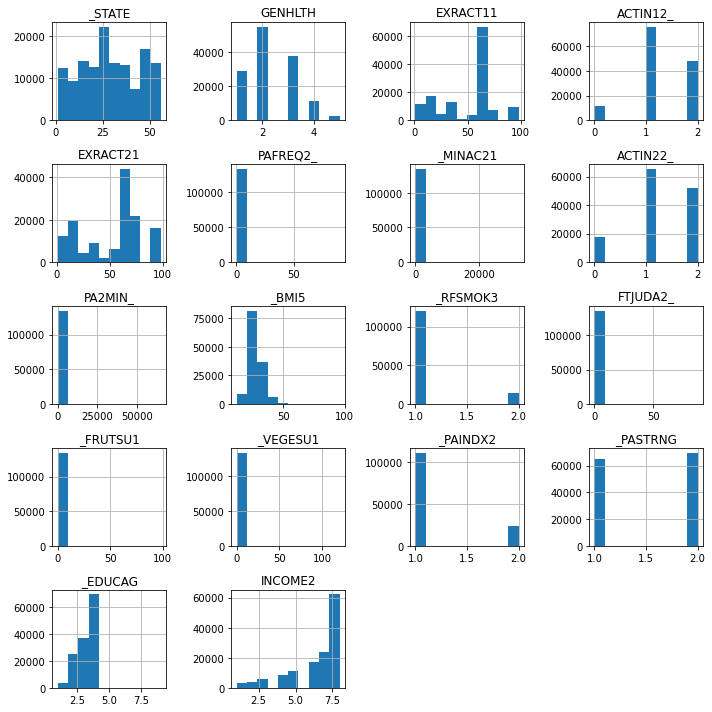 _STATE
20000
10000
0
0 25 50
GENHLTH
40000
20000
0
2 4
EXRACT11
60000
40000
20000
0
0 50 100
ACTIN12_
60000
40000
20000
0
0 1 2
EXRACT21
40000
20000
0
0 50 100
PAFREQ2_
100000
50000
0
0 50
_MINAC21
100000
50000
0
0 20000
ACTIN22_
60000
40000
20000
0
0 1 2
PA2MIN_
100000
50000
0
0 25000 50000
_BMI5
75000
50000
25000
0
50 100
_RFSMOK3
100000
50000
0
1.0 1.5 2.0
FTJUDA2_
100000
50000
0
0 50
_FRUTSU1
100000
50000
0
0 50 100
_VEGESU1
100000
50000
0
0 50 100
_PAINDX2
100000
50000
0
1.0 1.5 2.0
_PASTRNG
60000
40000
20000
0
1.0 1.5 2.0
_EDUCAG
60000
40000
20000
0
2.5 5.0 7.5
INCOME2
60000
40000
20000
0
2.5 5.0 7.5